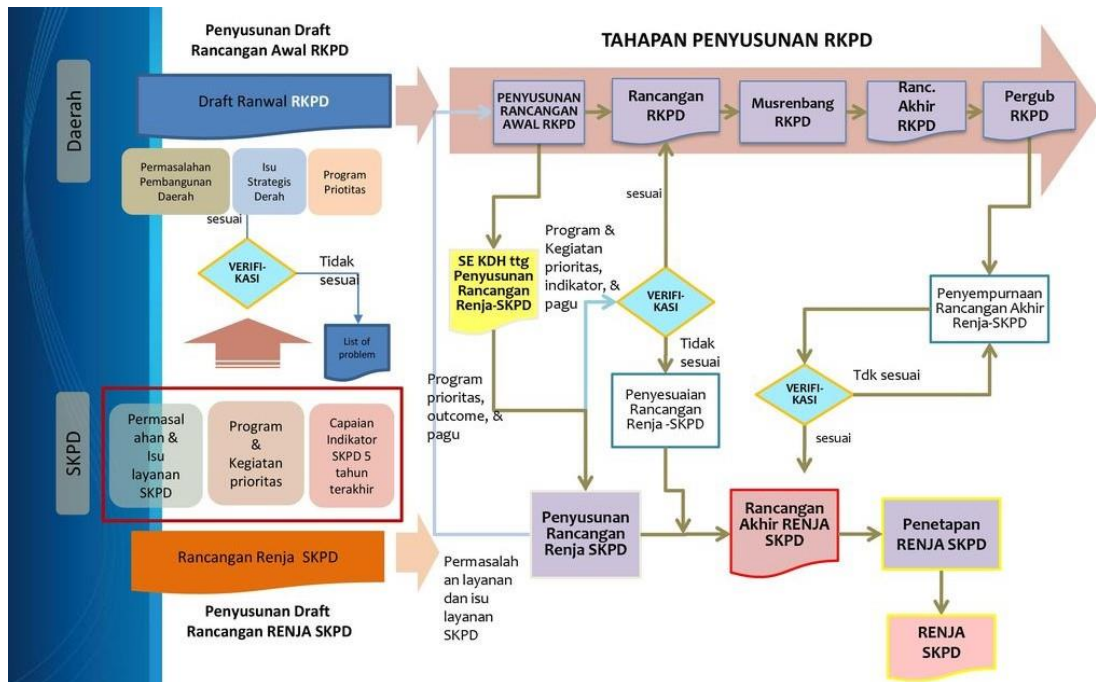 Penyusunan Draft
Rancangan Awal RKPD
TAHAPAN PENYUSUNAN RKPD
Daerah
Draft Ranwal RKPD
PENYUSUNAN
RANCANGAN
AWAL RKPD
Rancangan
RKPD
Musrenbang
RKPD
Ranc.
Akhir
RKPD
Pergub
RKPD
Permasalahan
Pembangunan
Daerah
Isu
Strategis
Derah
Program
Priotitas
sesuai
VERIFI-
KASI
Tidak
sesuai
List of
problem
SE KDH ttg
Penyusunan
Rancangan
Renja-SKPD
Program &
Kegiatan
prioritas,
indikator, &
pagu
sesuai
VERIFI-
KASI
Tidak
sesuai
Penyesuaian
Rancangan
Renja -SKPD
Penyempurnaan
Rancangan Akhir
Renja-SKPD
VERIFI-
KASI
Tdk sesuai
sesuai
SKPD
Permasal
ahan &
Isu
layanan
SKPD
Program
&
Kegiatan
prioritas
Capaian
Indikator
SKPD 5
tahun
terakhir
Program
prioritas,
outcome, &
pagu
Rancangan Renja SKPD
Penyusunan Draft
Rancangan RENJA SKPD
Permasalah
an layanan
dan isu
layanan
SKPD
Penyusunan
Rancangan
Renja SKPD
Rancangan
Akhir RENJA
SKPD
Penetapan
RENJA SKPD
RENJA
SKPD